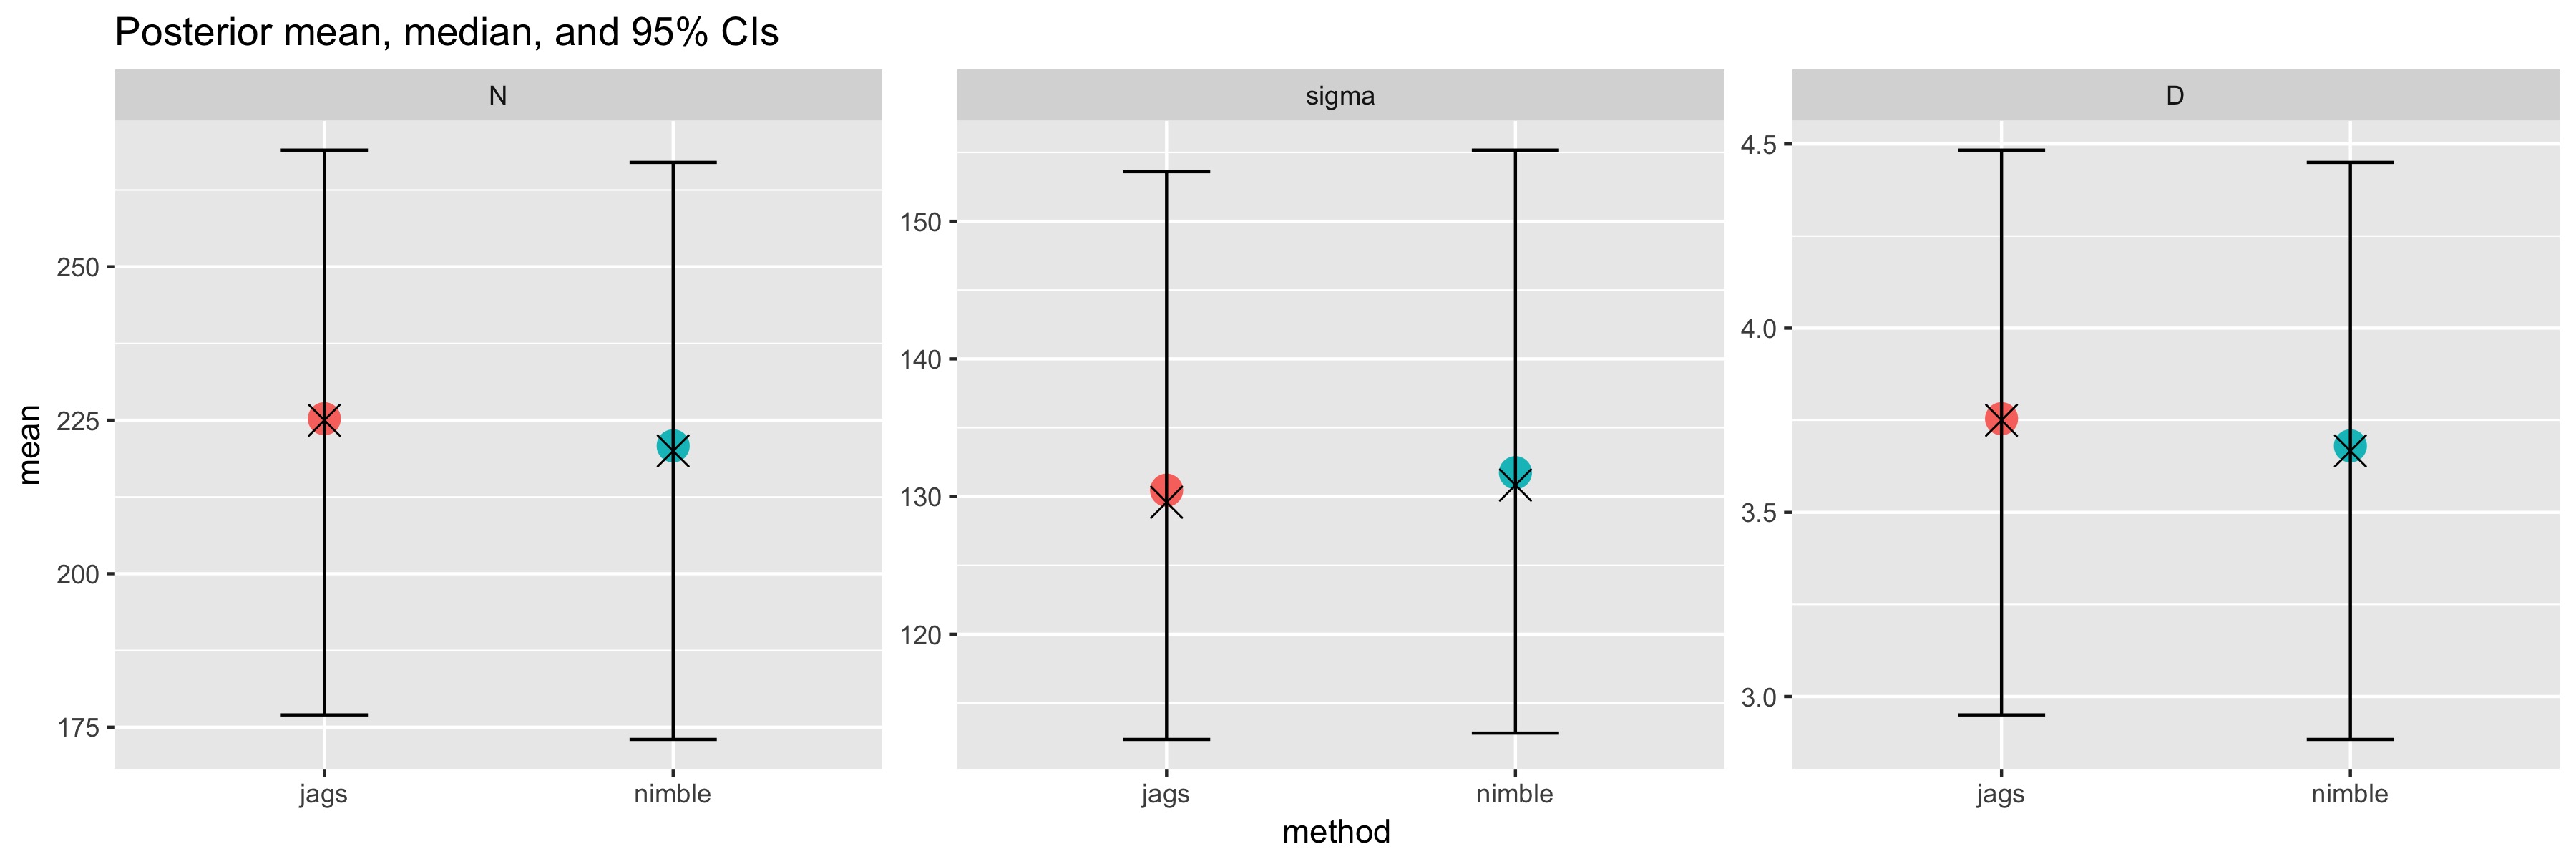 Posterior mean, median, and 95% CIs
N
sigma
D
mean
250
225
200
175
150
140
130
120
4.5
4.0
3.5
3.0
jags
nimble
jags
nimble
jags
nimble
method